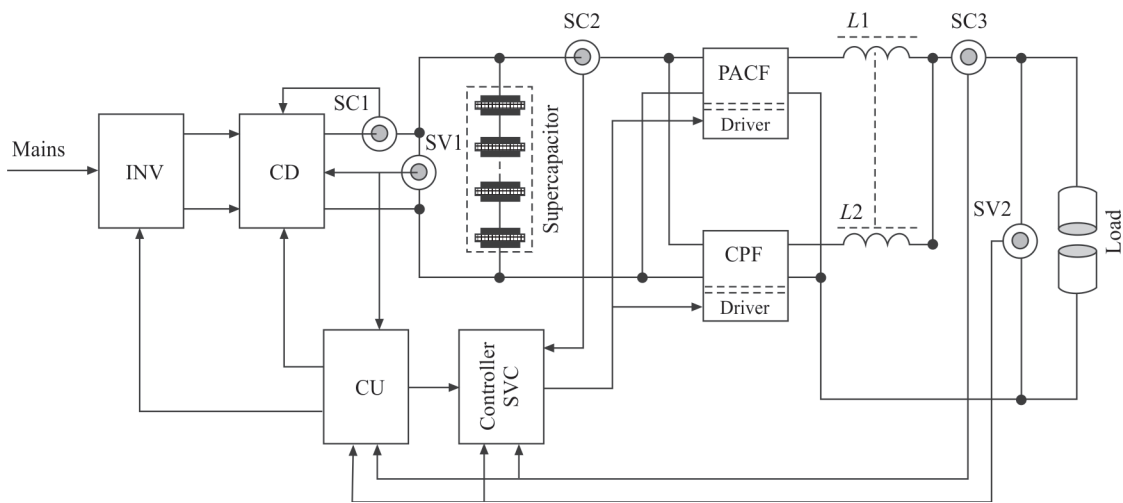 SC2
L1
SC3
PACF
Driver
SC1
SV1
Mains
INV
CD
Supercapacitor
L2
SV2
Load
CPF
Driver
CU
Controller
SVC